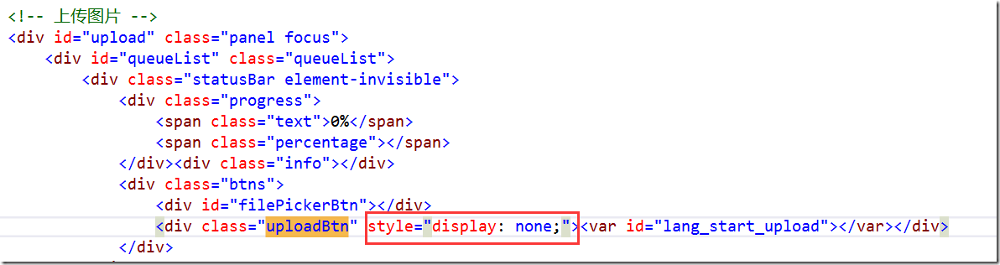 <!-- 上传图片 -->
<div id="upload" class="panel focus">
<div id="queueList" class="queueList">
<div class="statusBar element-invisible">
<div class="progress">
<span class="text">0%</span>
<span class="percentage"></span>
</div><div class="info"></div>
<div class="btns">
<div id="filePickerBtn"></div>
<div class="uploadBtn" style="display: none;"><var id="lang_start_upload"></var></div>
</div>